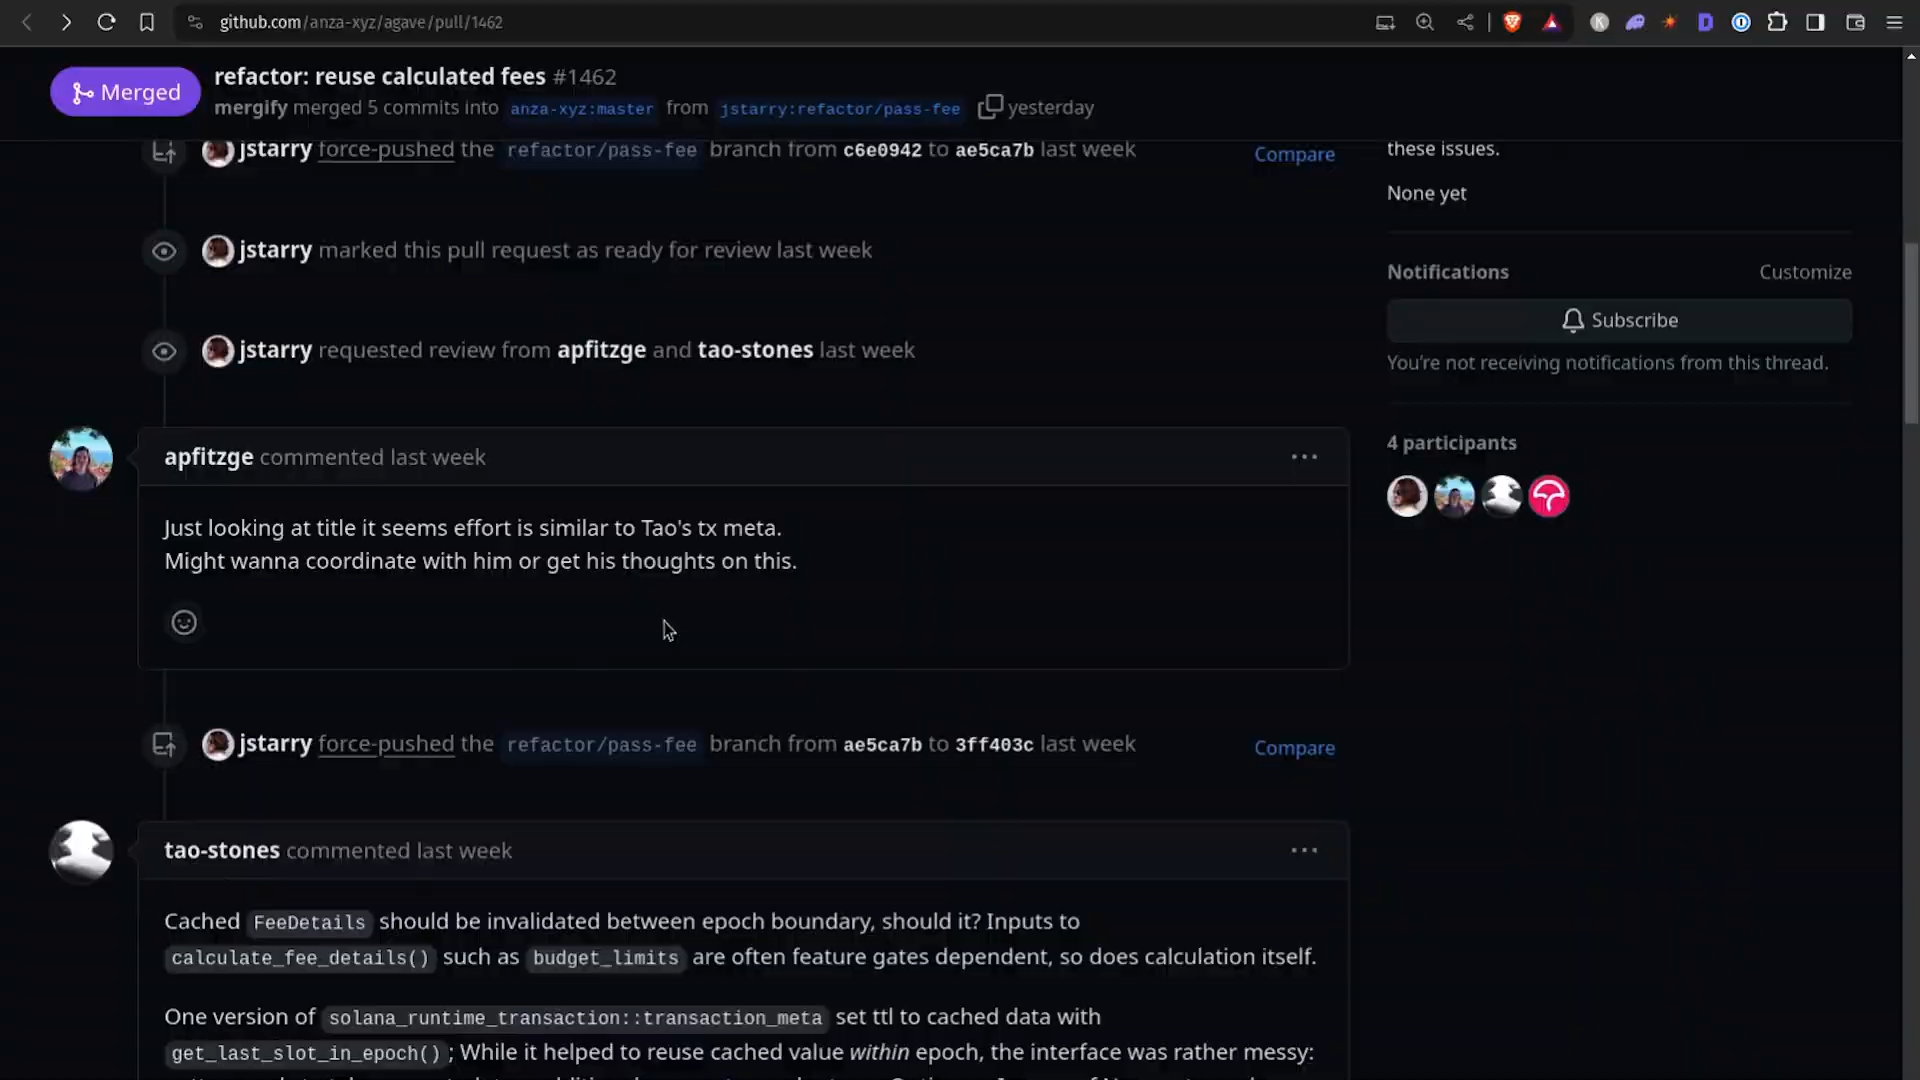 github.com/anza-xyz/agave/pull/1462
Merged
refactor: reuse calculated fees #1462
mergify merged 5 commits into anza-xyz:master from jstarry:refactor/pass-fee yesterday
jstarry force-pushed the refactor/pass-fee branch from c6e0942 to ae5ca7b last week
Compare
jstarry marked this pull request as ready for review last week
jstarry requested review from apfitzge and tao-stones last week
apfitzge commented last week
Just looking at title it seems effort is similar to Tao's tx meta.
Might wanna coordinate with him or get his thoughts on this.
jstarry force-pushed the refactor/pass-fee branch from ae5ca7b to 3ff403c last week
Compare
tao-stones commented last week
Cached FeeDetails should be invalidated between epoch boundary, should it? Inputs to
calculate_fee_details() such as budget_limits are often feature gates dependent, so does calculation itself.
One version of solana_runtime_transaction::transaction_meta set ttl to cached data with
get_last_slot_in_epoch(); While it helped to reuse cached value within epoch, the interface was rather messy:
these issues.
None yet
Notifications
Customize
Subscribe
You're not receiving notifications from this thread.
4 participants